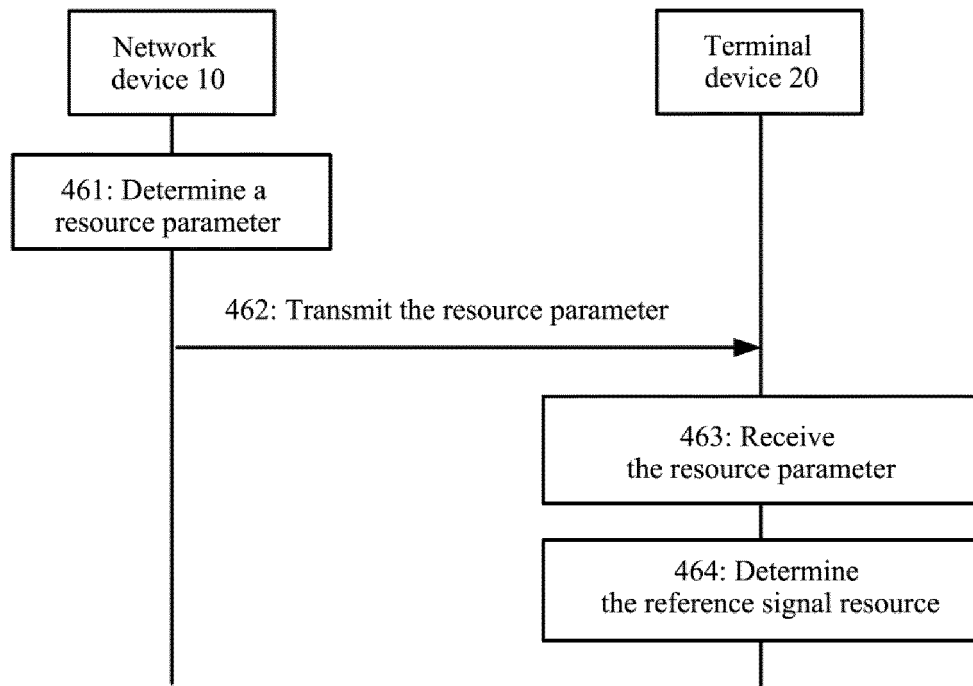 Network
device 10
Terminal
device 20
461: Determine a
resource parameter
462: Transmit the resource parameter
463: Receive
the resource parameter
464: Determine
the reference signal resource